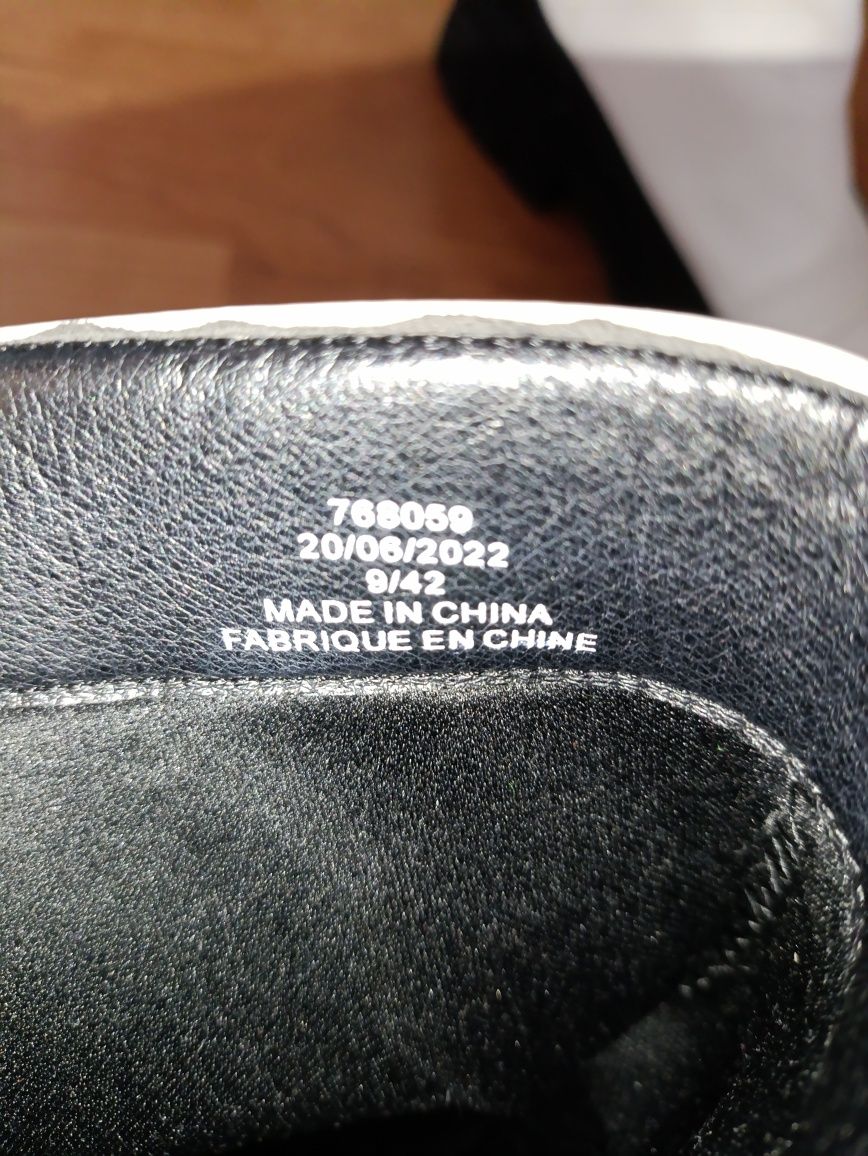 768059
20/06/2022
9/42
MADE IN CHINA
FABRIQUE EN CHINE